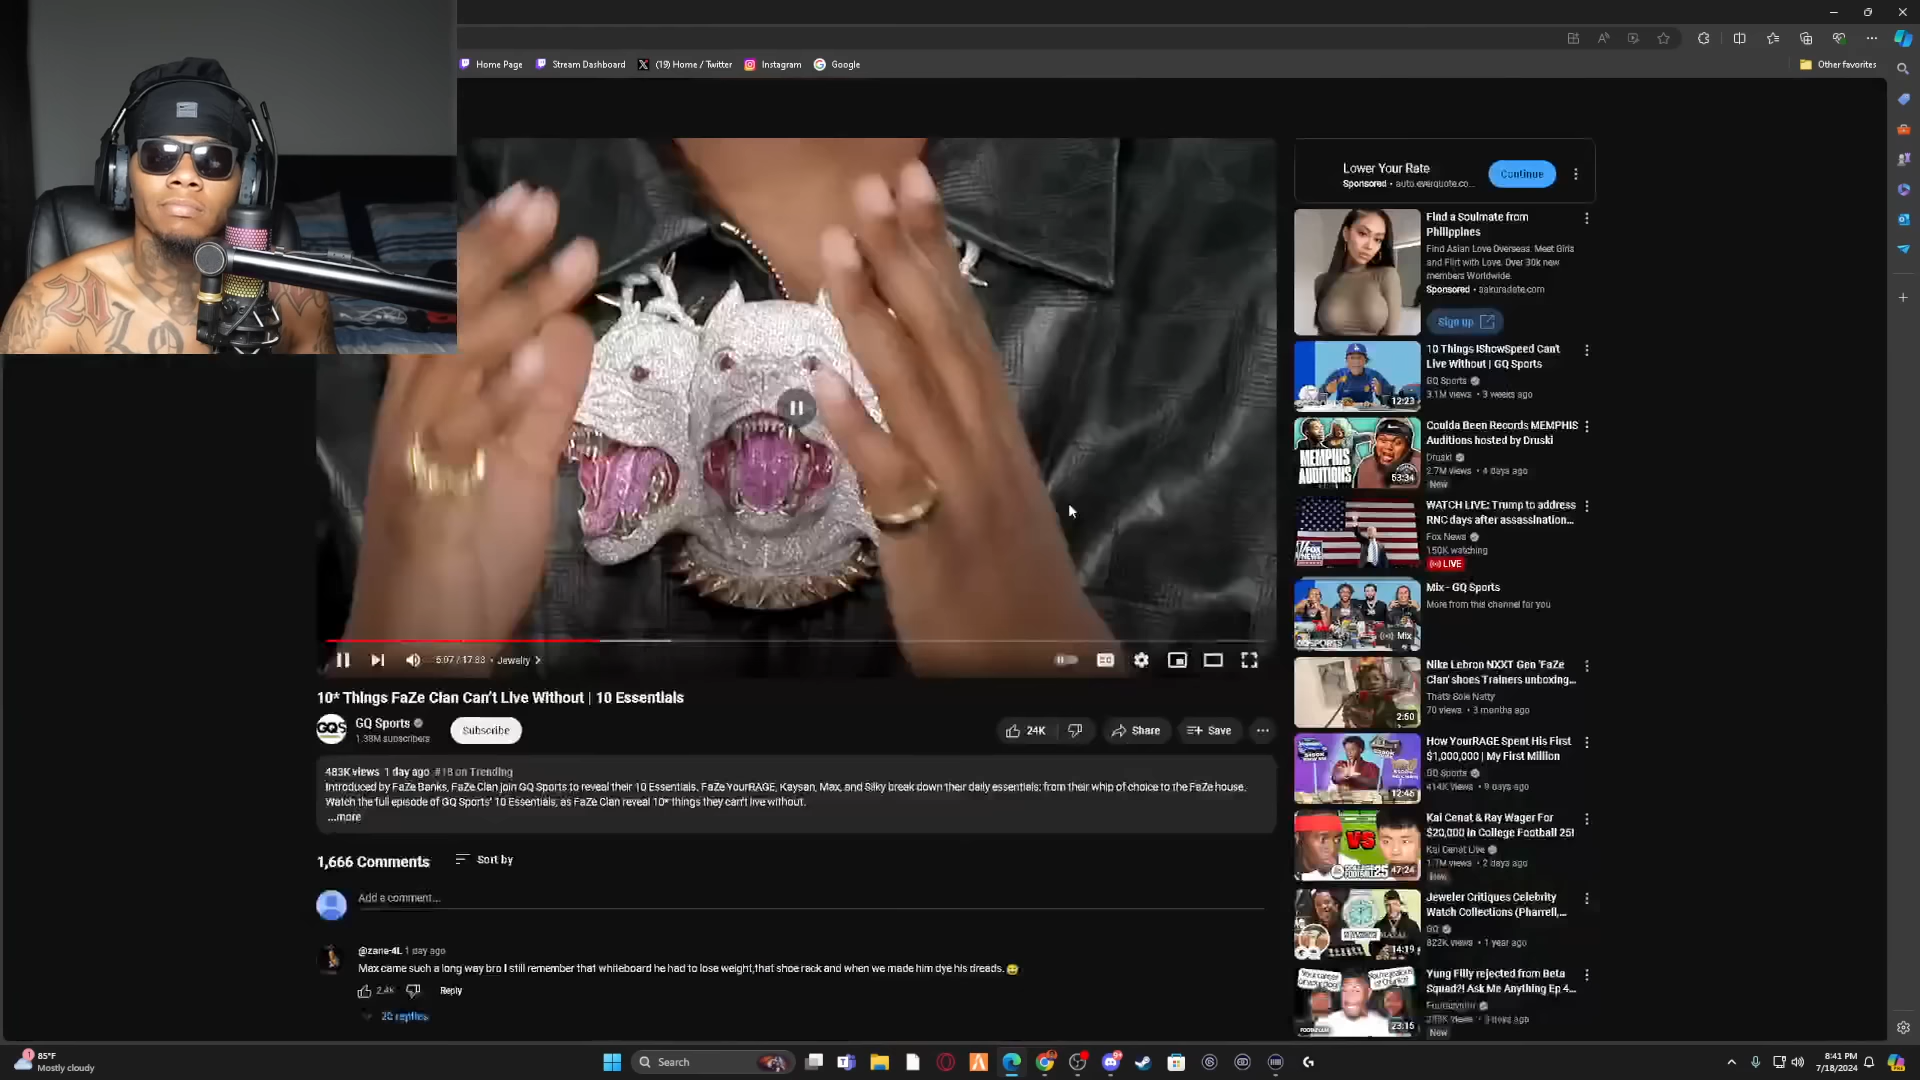 Home Page
Stream Dashboard
(19) Home / Twitter
Instagram
Google
Other favorites
20
LO
Lower Your Rate
Sponsored • auto.everquote.co...
Continue
Find a Soulmate from
Philippines
Find Asian Love Overseas. Meet Girls
and Flirt with Love. Over 30k new
members Worldwide.
Sponsored • sakuradate.com
Sign up
10 Things IShowSpeed Can't
Live Without | GQ Sports
GQ Sports
3.1M views • 3 weeks ago
12:23
Coulda Been Records MEMPHIS
Auditions hosted by Druski
Druski
2.7M views • 4 days ago
New
MEMPHIS
AUDITIONS
53:34
WATCH LIVE: Trump to address
RNC days after assassination...
Fox News
150K watching
LIVE
FOX
NEWS
Mix - GQ Sports
More from this channel for you
GQ SPORTS
Mix
Nike Lebron NXXT Gen 'FaZe
Clan' shoes Trainers unboxing...
Thats Sole Natty
70 views • 3 months ago
2:50
How YourRAGE Spent His First
$1,000,000 | My First Million
GQ Sports
414K views • 9 days ago
12:46
Kai Cenat & Ray Wager For
$20,000 in College Football 25!
Kai Cenat Live
1.7M views • 2 days ago
New
VS
47:24
Jeweler Critiques Celebrity
Watch Collections (Pharrell,...
GQ
822K views • 1 year ago
14:19
Yung Filly rejected from Beta
Squad?! Ask Me Anything Ep 4...
New
23:15
5:07 / 17:33 • Jewelry
10* Things FaZe Clan Can't Live Without | 10 Essentials
GQS
GQ Sports
1.38M subscribers
Subscribe
24K
Share
Save
483K views 1 day ago #18 on Trending
Introduced by FaZe Banks, FaZe Clan join GQ Sports to reveal their 10 Essentials. FaZe YourRAGE, Kaysan, Max, and Silky break down their daily essentials; from their whip of choice to the FaZe house.
Watch the full episode of GQ Sports' 10 Essentials, as FaZe Clan reveal 10* things they can't live without.
...more
1,666 Comments
Sort by
Add a comment...
@zane-4L 1 day ago
Max came such a long way bro I still remember that whiteboard he had to lose weight,that shoe rack and when we made him dye his dreads.
2.4K
Reply
20 replies
85°F
Mostly cloudy
Search
8:41 PM
7/18/2024